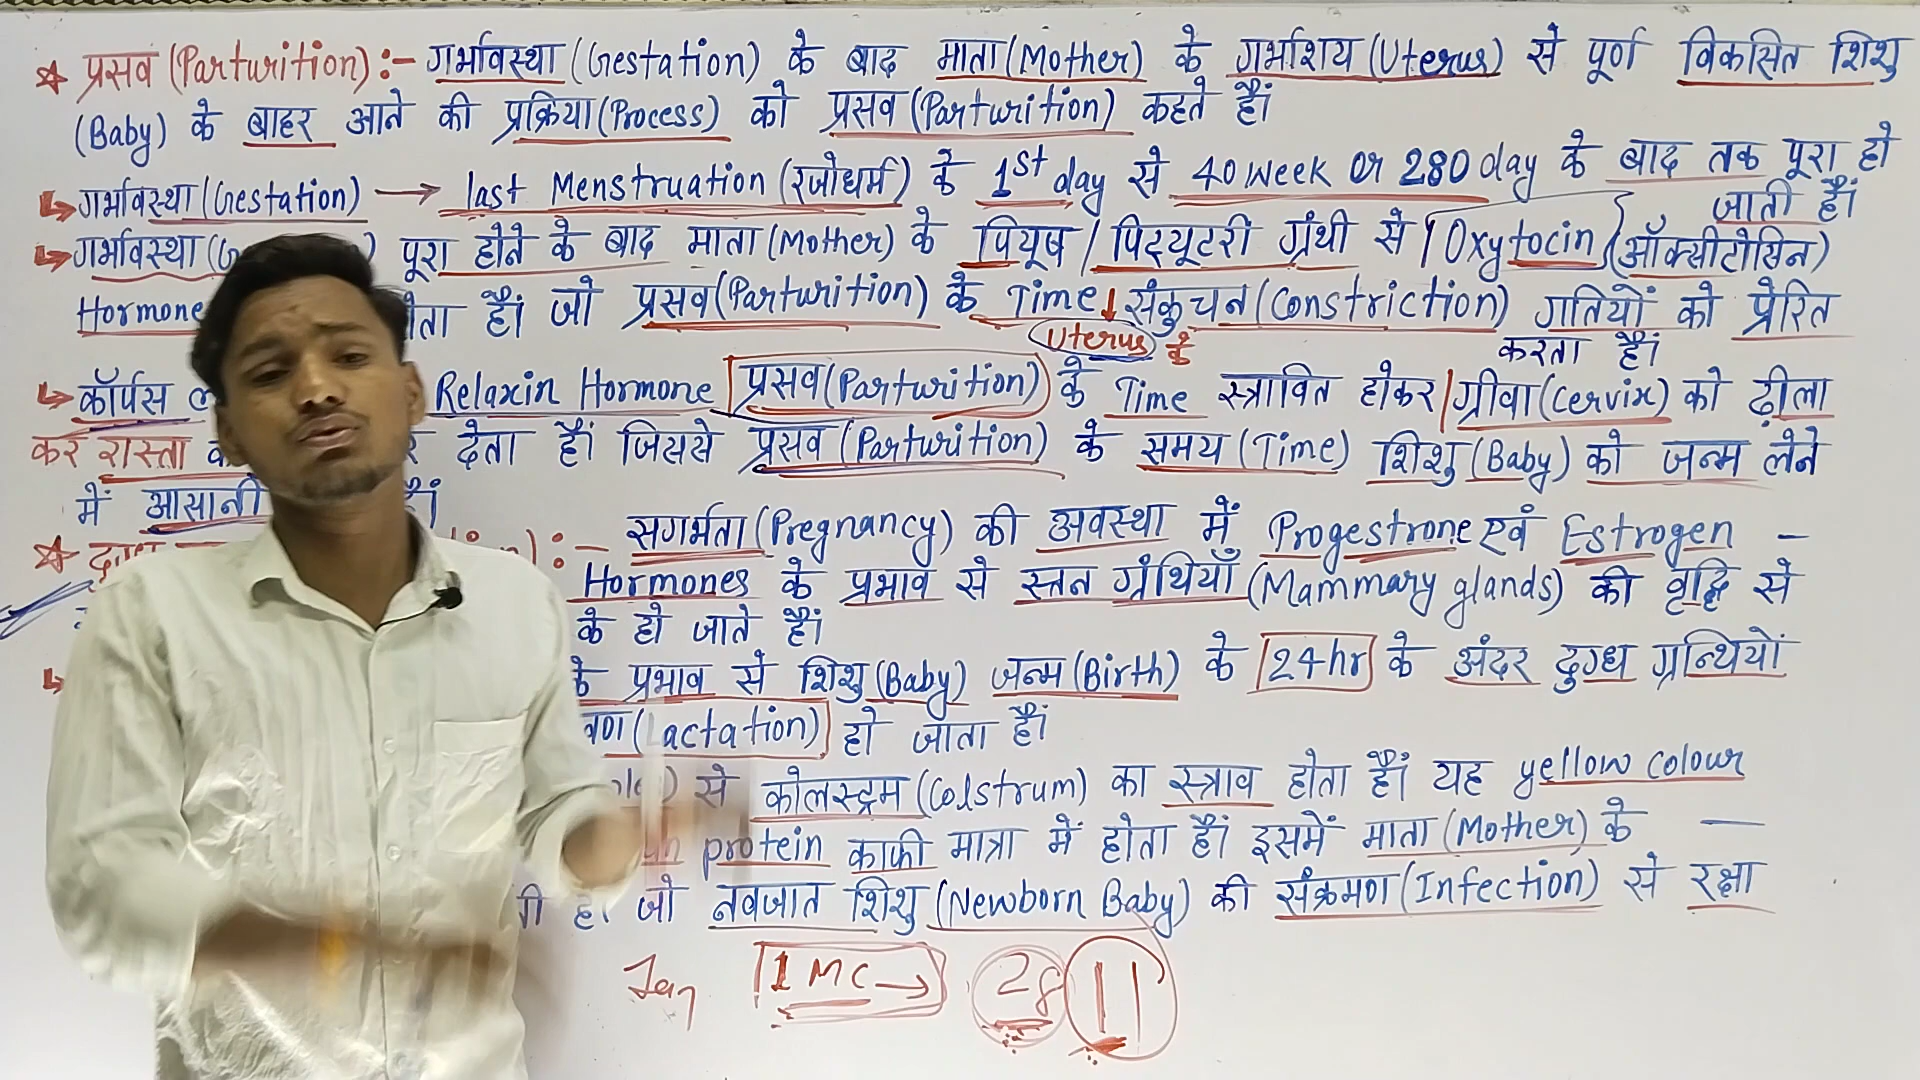 ☆ प्रसव (Parturition) :- गर्भावस्था (Gestation) के बाद माता (Mother) के गर्भाशय (Uterus) से पूर्ण विकसित शिशु
(Baby) के बाहर आने की प्रक्रिया (Process) को प्रसव (Parturition) कहते हैं।
↳ गर्भावस्था (Gestation) → last Menstruation (रजोधर्म) के 1st day से 40 week or 280 day के बाद तक पूरा हो
जाती हैं।
↳ गर्भावस्था पूरा होने के बाद माता (Mother) के पियूष / पिट्यूटरी ग्रंथी से Oxytocin (ऑक्सीटोसिन)
Hormone हैं। जो प्रसव (Parturition) के Time ↓ संकुचन (Constriction) गतियों को प्रेरित
Uterus के करता हैं।
↳ कॉर्पस Relaxin Hormone प्रसव (Parturition) के Time स्त्रावित होकर ग्रीवा (Cervix) को ढ़ीला
कर रास्ता देता हैं। जिससे प्रसव (Parturition) के समय (Time) शिशु (Baby) को जन्म लेने
में आसानी
☆ :- सगर्भता (Pregnancy) की अवस्था में Progestrone एवं Estrogen -
Hormones के प्रभाव से स्तन ग्रंथियाँ (Mammary glands) की वृद्धि से
के हो जाते हैं।
↳ के प्रभाव से शिशु (Baby) जन्म (Birth) के 24 hr के अंदर दुग्ध ग्रन्थियों
(Lactation) हो जाता हैं।
से कोलस्ट्रम (Colstrum) का स्त्राव होता हैं। यह yellow colour
protein काफी मात्रा में होता हैं। इसमें माता (Mother) के —
जो नवजात शिशु (Newborn Baby) की संक्रमण (Infection) से रक्षा
1 MC → 28 11